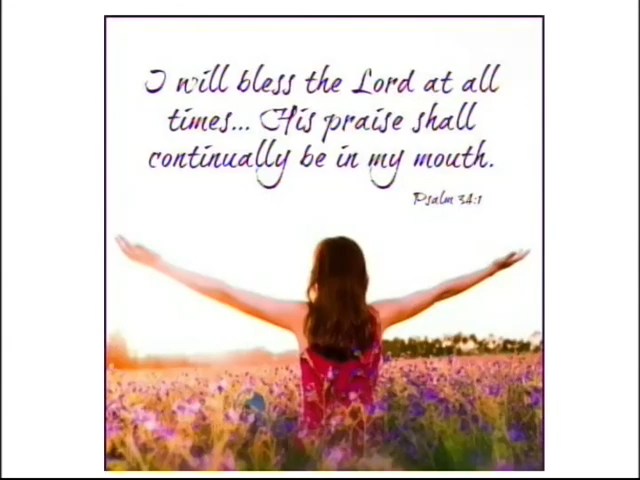 I will bless the Lord at all
times... His praise shall
continually be in my mouth.
Psalm 34:1